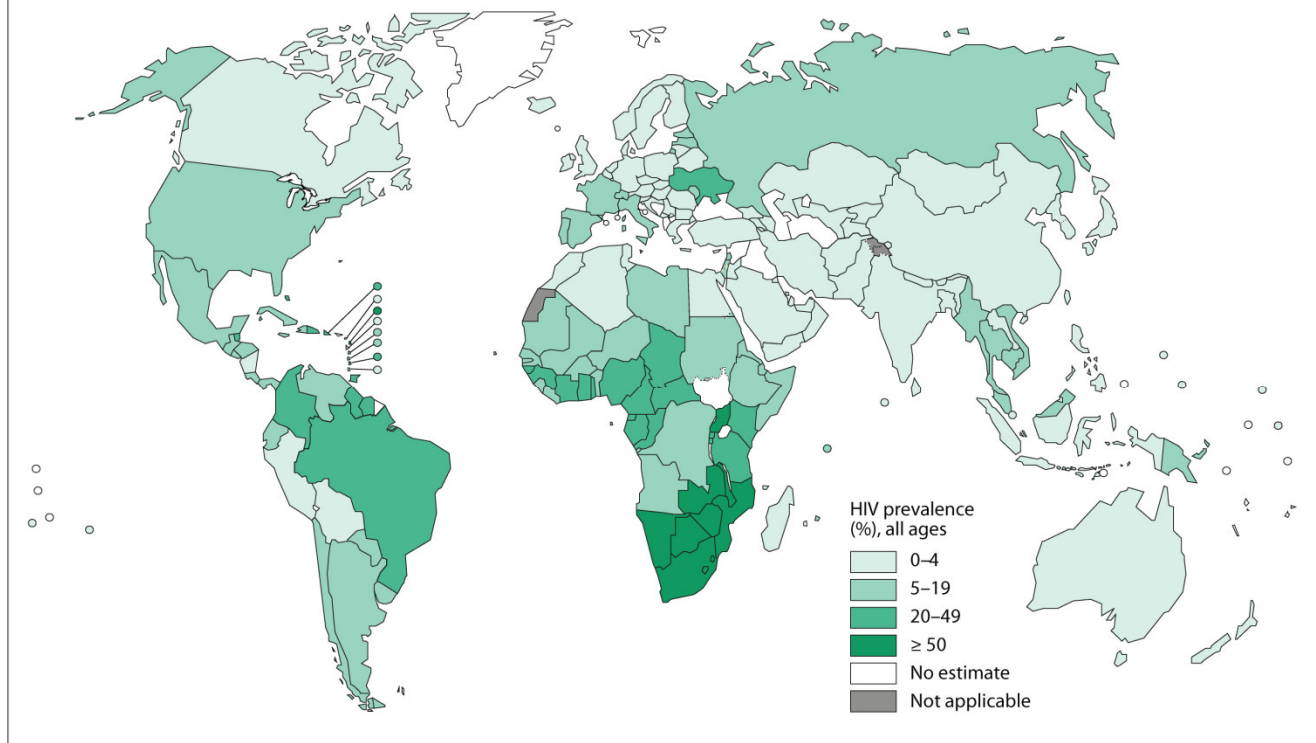 HIV prevalence
(%), all ages
0–4
5–19
20–49
≥ 50
No estimate
Not applicable